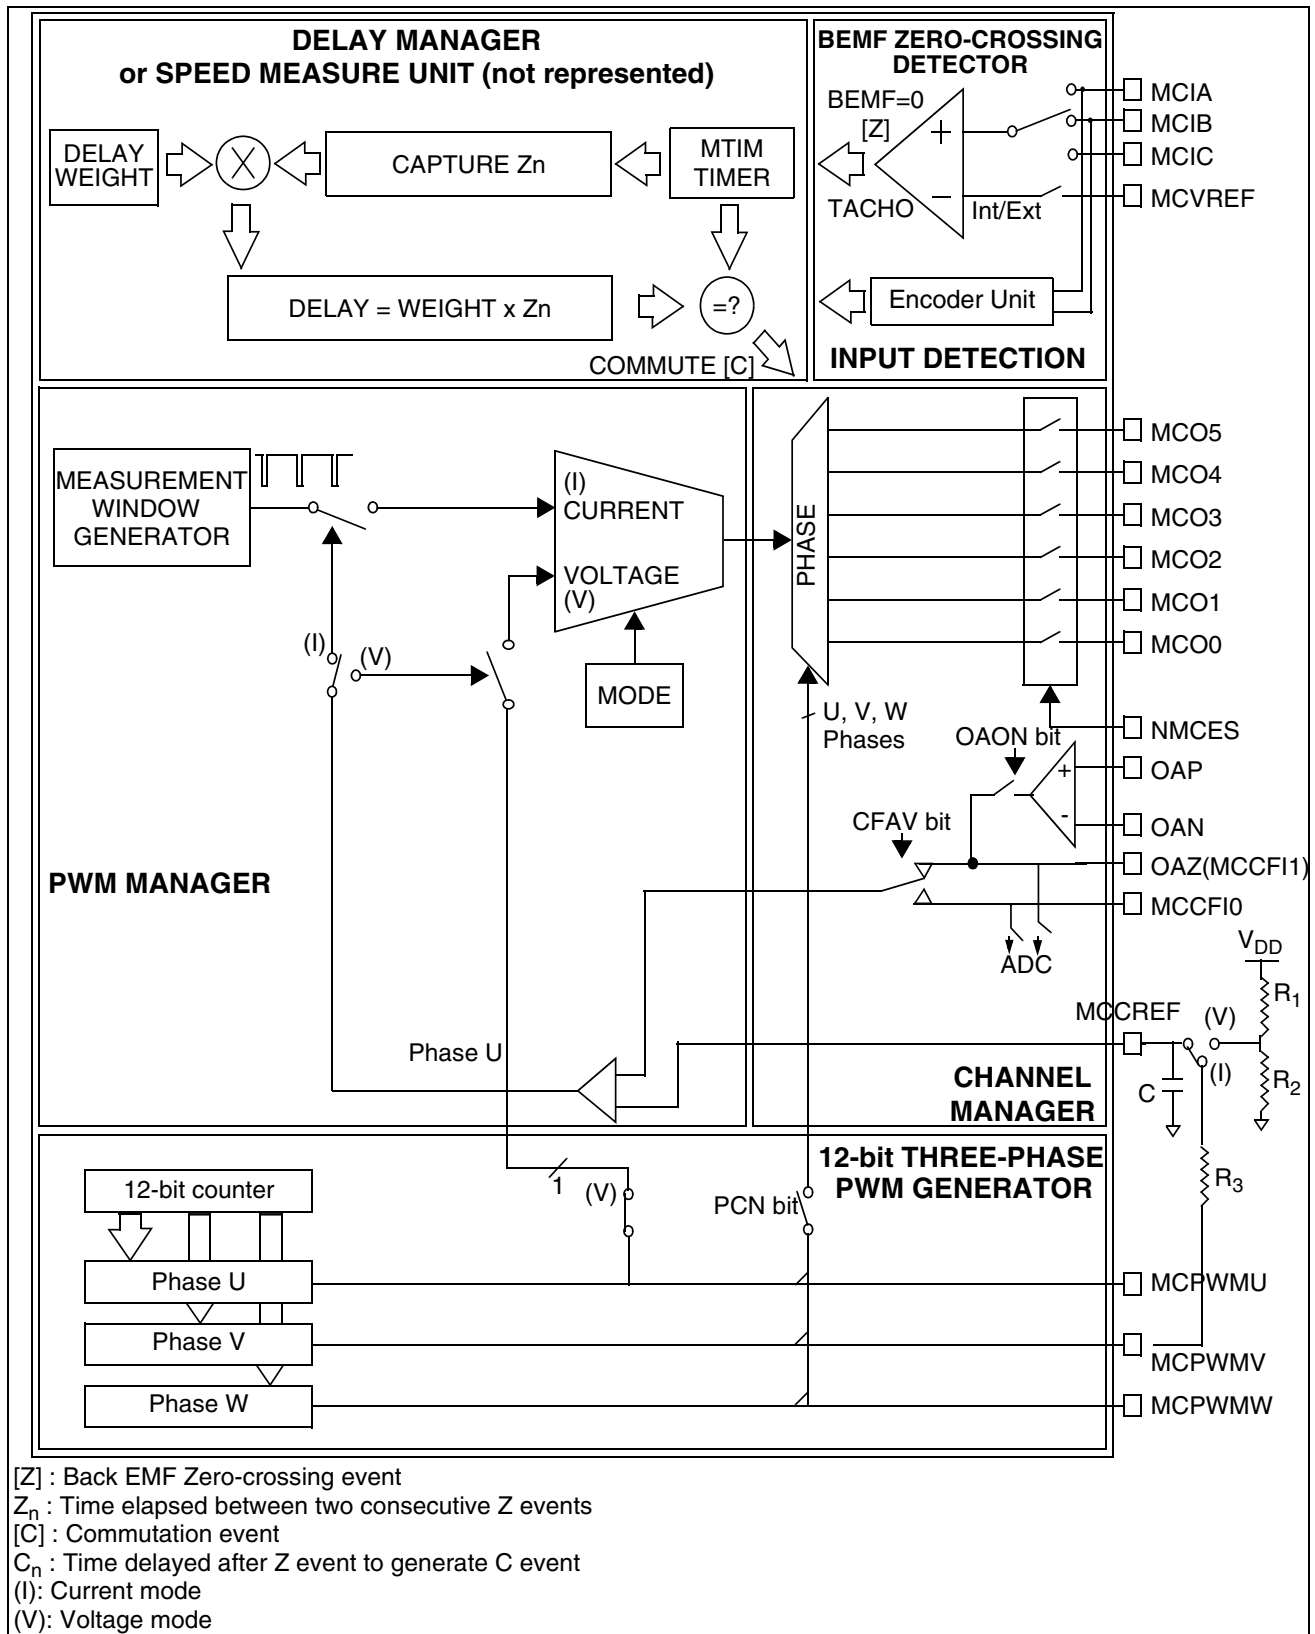 DELAY MANAGER
or SPEED MEASURE UNIT (not represented)
DELAY
WEIGHT
X
CAPTURE Zn
MTIM
TIMER
DELAY = WEIGHT x Zn
=?
COMMUTE [C]
BEMF ZERO-CROSSING
DETECTOR
BEMF=0
[Z]
+
−
TACHO
Int/Ext
Encoder Unit
INPUT DETECTION
MCIA
MCIB
MCIC
MCVREF
MEASUREMENT
WINDOW
GENERATOR
(I)
CURRENT
VOLTAGE
(V)
(I)
(V)
MODE
PWM MANAGER
Phase U
PHASE
U, V, W
Phases
OAON bit
+
-
CFAV bit
ADC
CHANNEL
MANAGER
MCO5
MCO4
MCO3
MCO2
MCO1
MCO0
NMCES
OAP
OAN
OAZ(MCCFI1)
MCCFI0
MCCREF
VDD
R1
(V)
(I)
C
R2
R3
12-bit THREE-PHASE
PWM GENERATOR
12-bit counter
1
(V)
PCN bit
Phase U
Phase V
Phase W
MCPWMU
MCPWMV
MCPWMW
[Z] : Back EMF Zero-crossing event
Zn : Time elapsed between two consecutive Z events
[C] : Commutation event
Cn : Time delayed after Z event to generate C event
(I): Current mode
(V): Voltage mode